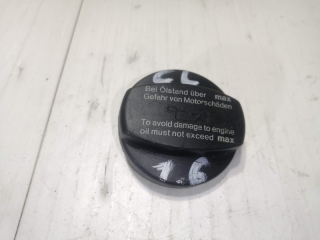 22
Bei Ölstand über max
Gefahr von Motorschäden
To avoid damage to engine
oil must not exceed max
1.6